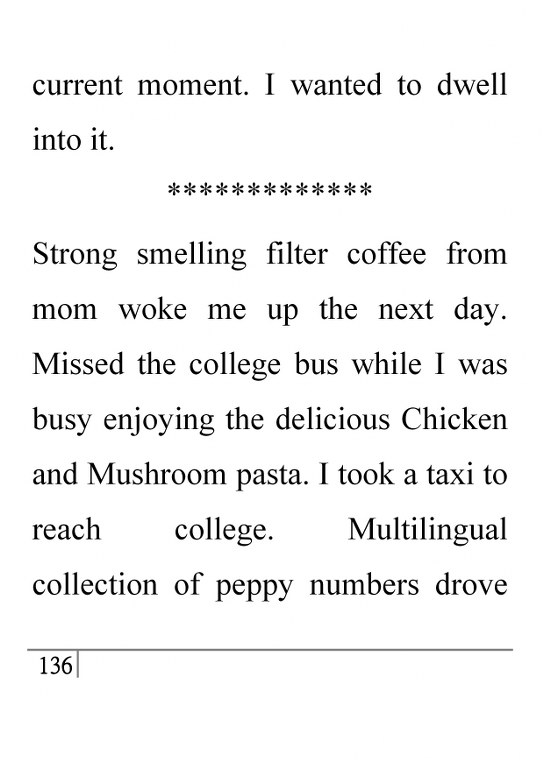 current moment. I wanted to dwell
into it.
*************
Strong smelling filter coffee from
mom woke me up the next day.
Missed the college bus while I was
busy enjoying the delicious Chicken
and Mushroom pasta. I took a taxi to
reach college. Multilingual
collection of peppy numbers drove
136